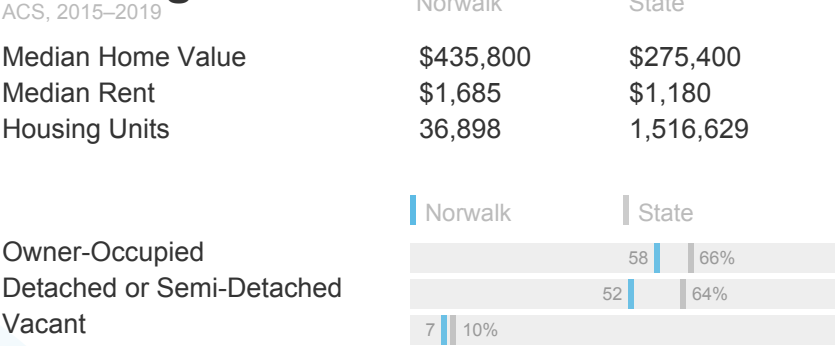 ACS, 2015–2019 Norwalk State
Median Home Value $435,800 $275,400
Median Rent $1,685 $1,180
Housing Units 36,898 1,516,629
Norwalk State
Owner-Occupied 58 66%
Detached or Semi-Detached 52 64%
Vacant 7 10%